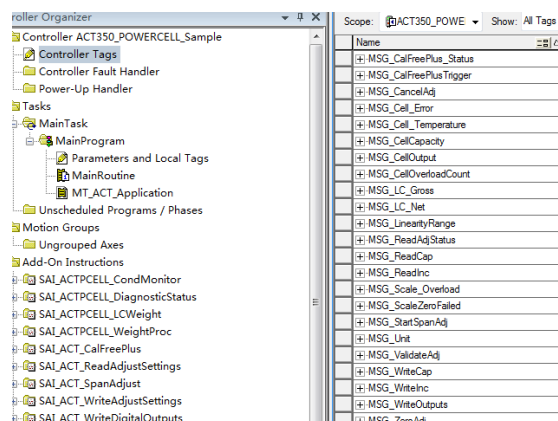 roller Organizer
Controller ACT350_POWERCELL_Sample
Controller Tags
Controller Fault Handler
Power-Up Handler
Tasks
MainTask
MainProgram
Parameters and Local Tags
MainRoutine
MT_ACT_Application
Unscheduled Programs / Phases
Motion Groups
Ungrouped Axes
Add-On Instructions
SAI_ACTPCELL_CondMonitor
SAI_ACTPCELL_DiagnosticStatus
SAI_ACTPCELL_LCWeight
SAI_ACTPCELL_WeightProc
SAI_ACT_CalFreePlus
SAI_ACT_ReadAdjustSettings
SAI_ACT_SpanAdjust
SAI_ACT_WriteAdjustSettings
SAI_ACT_WriteDigitalOutputs
Scope: ACT350_POWE Show: All Tags
Name
MSG_CalFreePlus_Status
MSG_CalFreePlusTrigger
MSG_CancelAdj
MSG_Cell_Error
MSG_Cell_Temperature
MSG_CellCapacity
MSG_CellOutput
MSG_CellOverloadCount
MSG_LC_Gross
MSG_LC_Net
MSG_LinearityRange
MSG_ReadAdjStatus
MSG_ReadCap
MSG_ReadInc
MSG_Scale_Overload
MSG_ScaleZeroFailed
MSG_StartSpanAdj
MSG_Unit
MSG_ValidateAdj
MSG_WriteCap
MSG_WriteInc
MSG_WriteOutputs
MSG_ZeroAdj